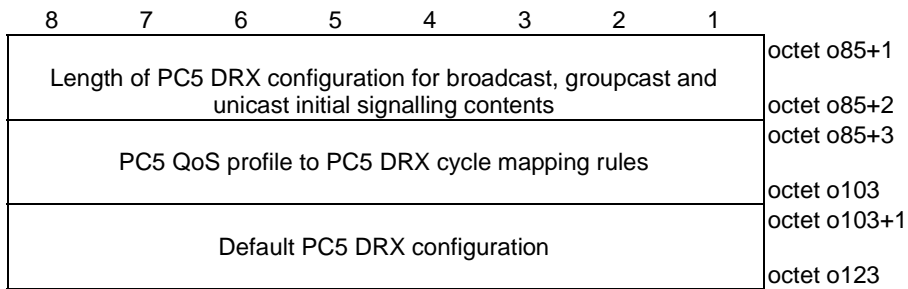 8 7 6 5 4 3 2 1
octet o85+1
Length of PC5 DRX configuration for broadcast, groupcast and
unicast initial signalling contents
octet o85+2
octet o85+3
PC5 QoS profile to PC5 DRX cycle mapping rules
octet o103
octet o103+1
Default PC5 DRX configuration
octet o123